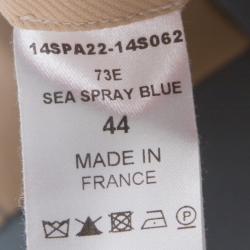 14SPA22-14S062
73E
SEA SPRAY BLUE
44
MADE IN
FRANCE
P